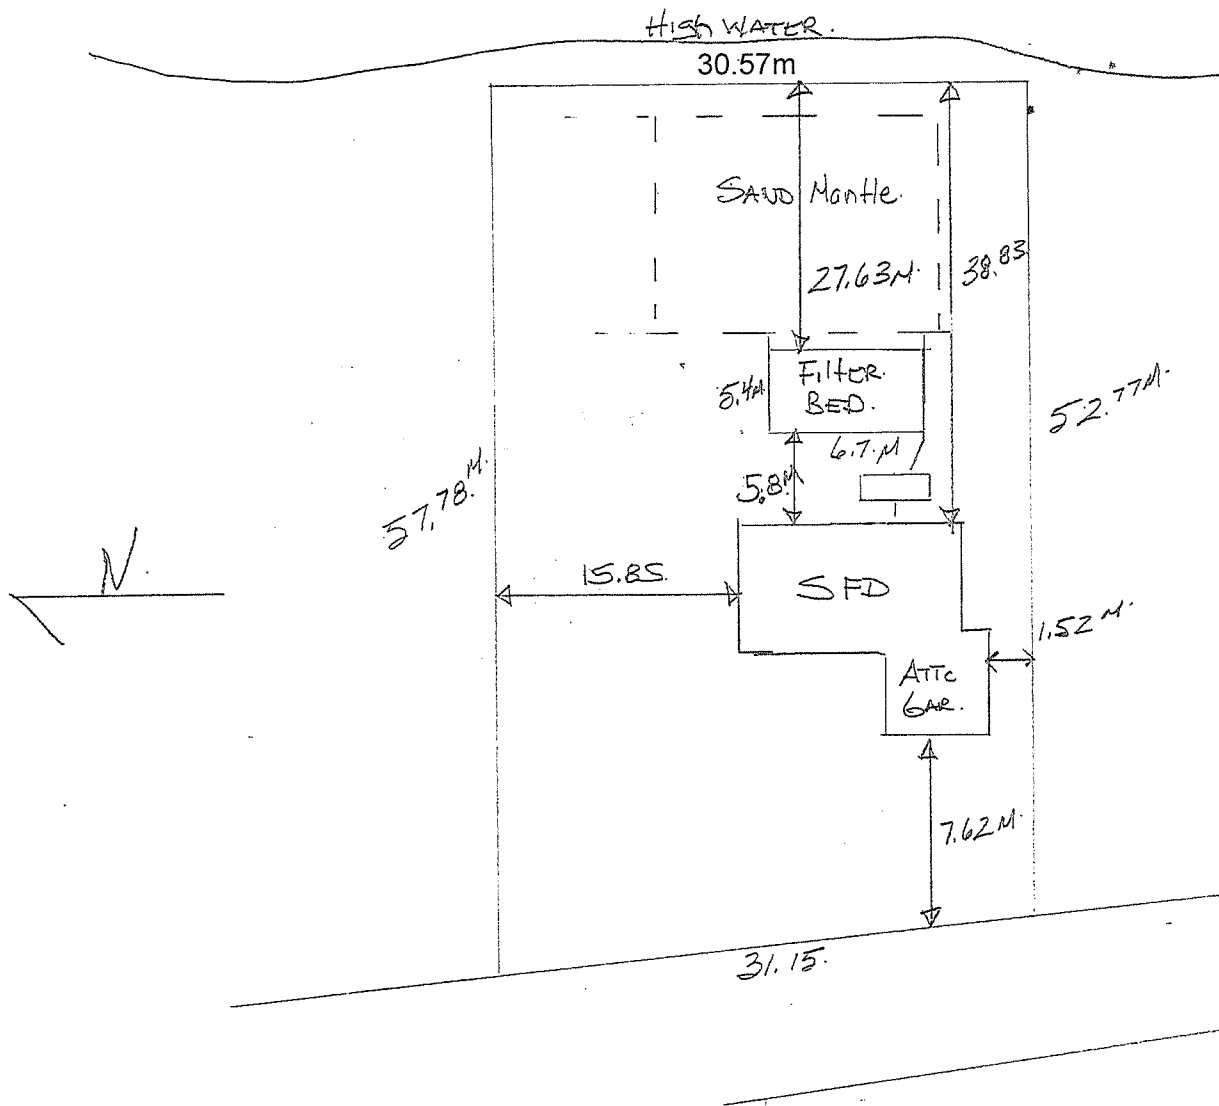 High WATER.
30.57m
SAND Mantle.
27.63M.
38.83
FiltER.
BED.
5.4M
6.7.M
5.8M
52.77M.
57.78.M.
N.
15.85.
SFD
1.52M.
ATTc
GAR.
7.62M.
31.15.